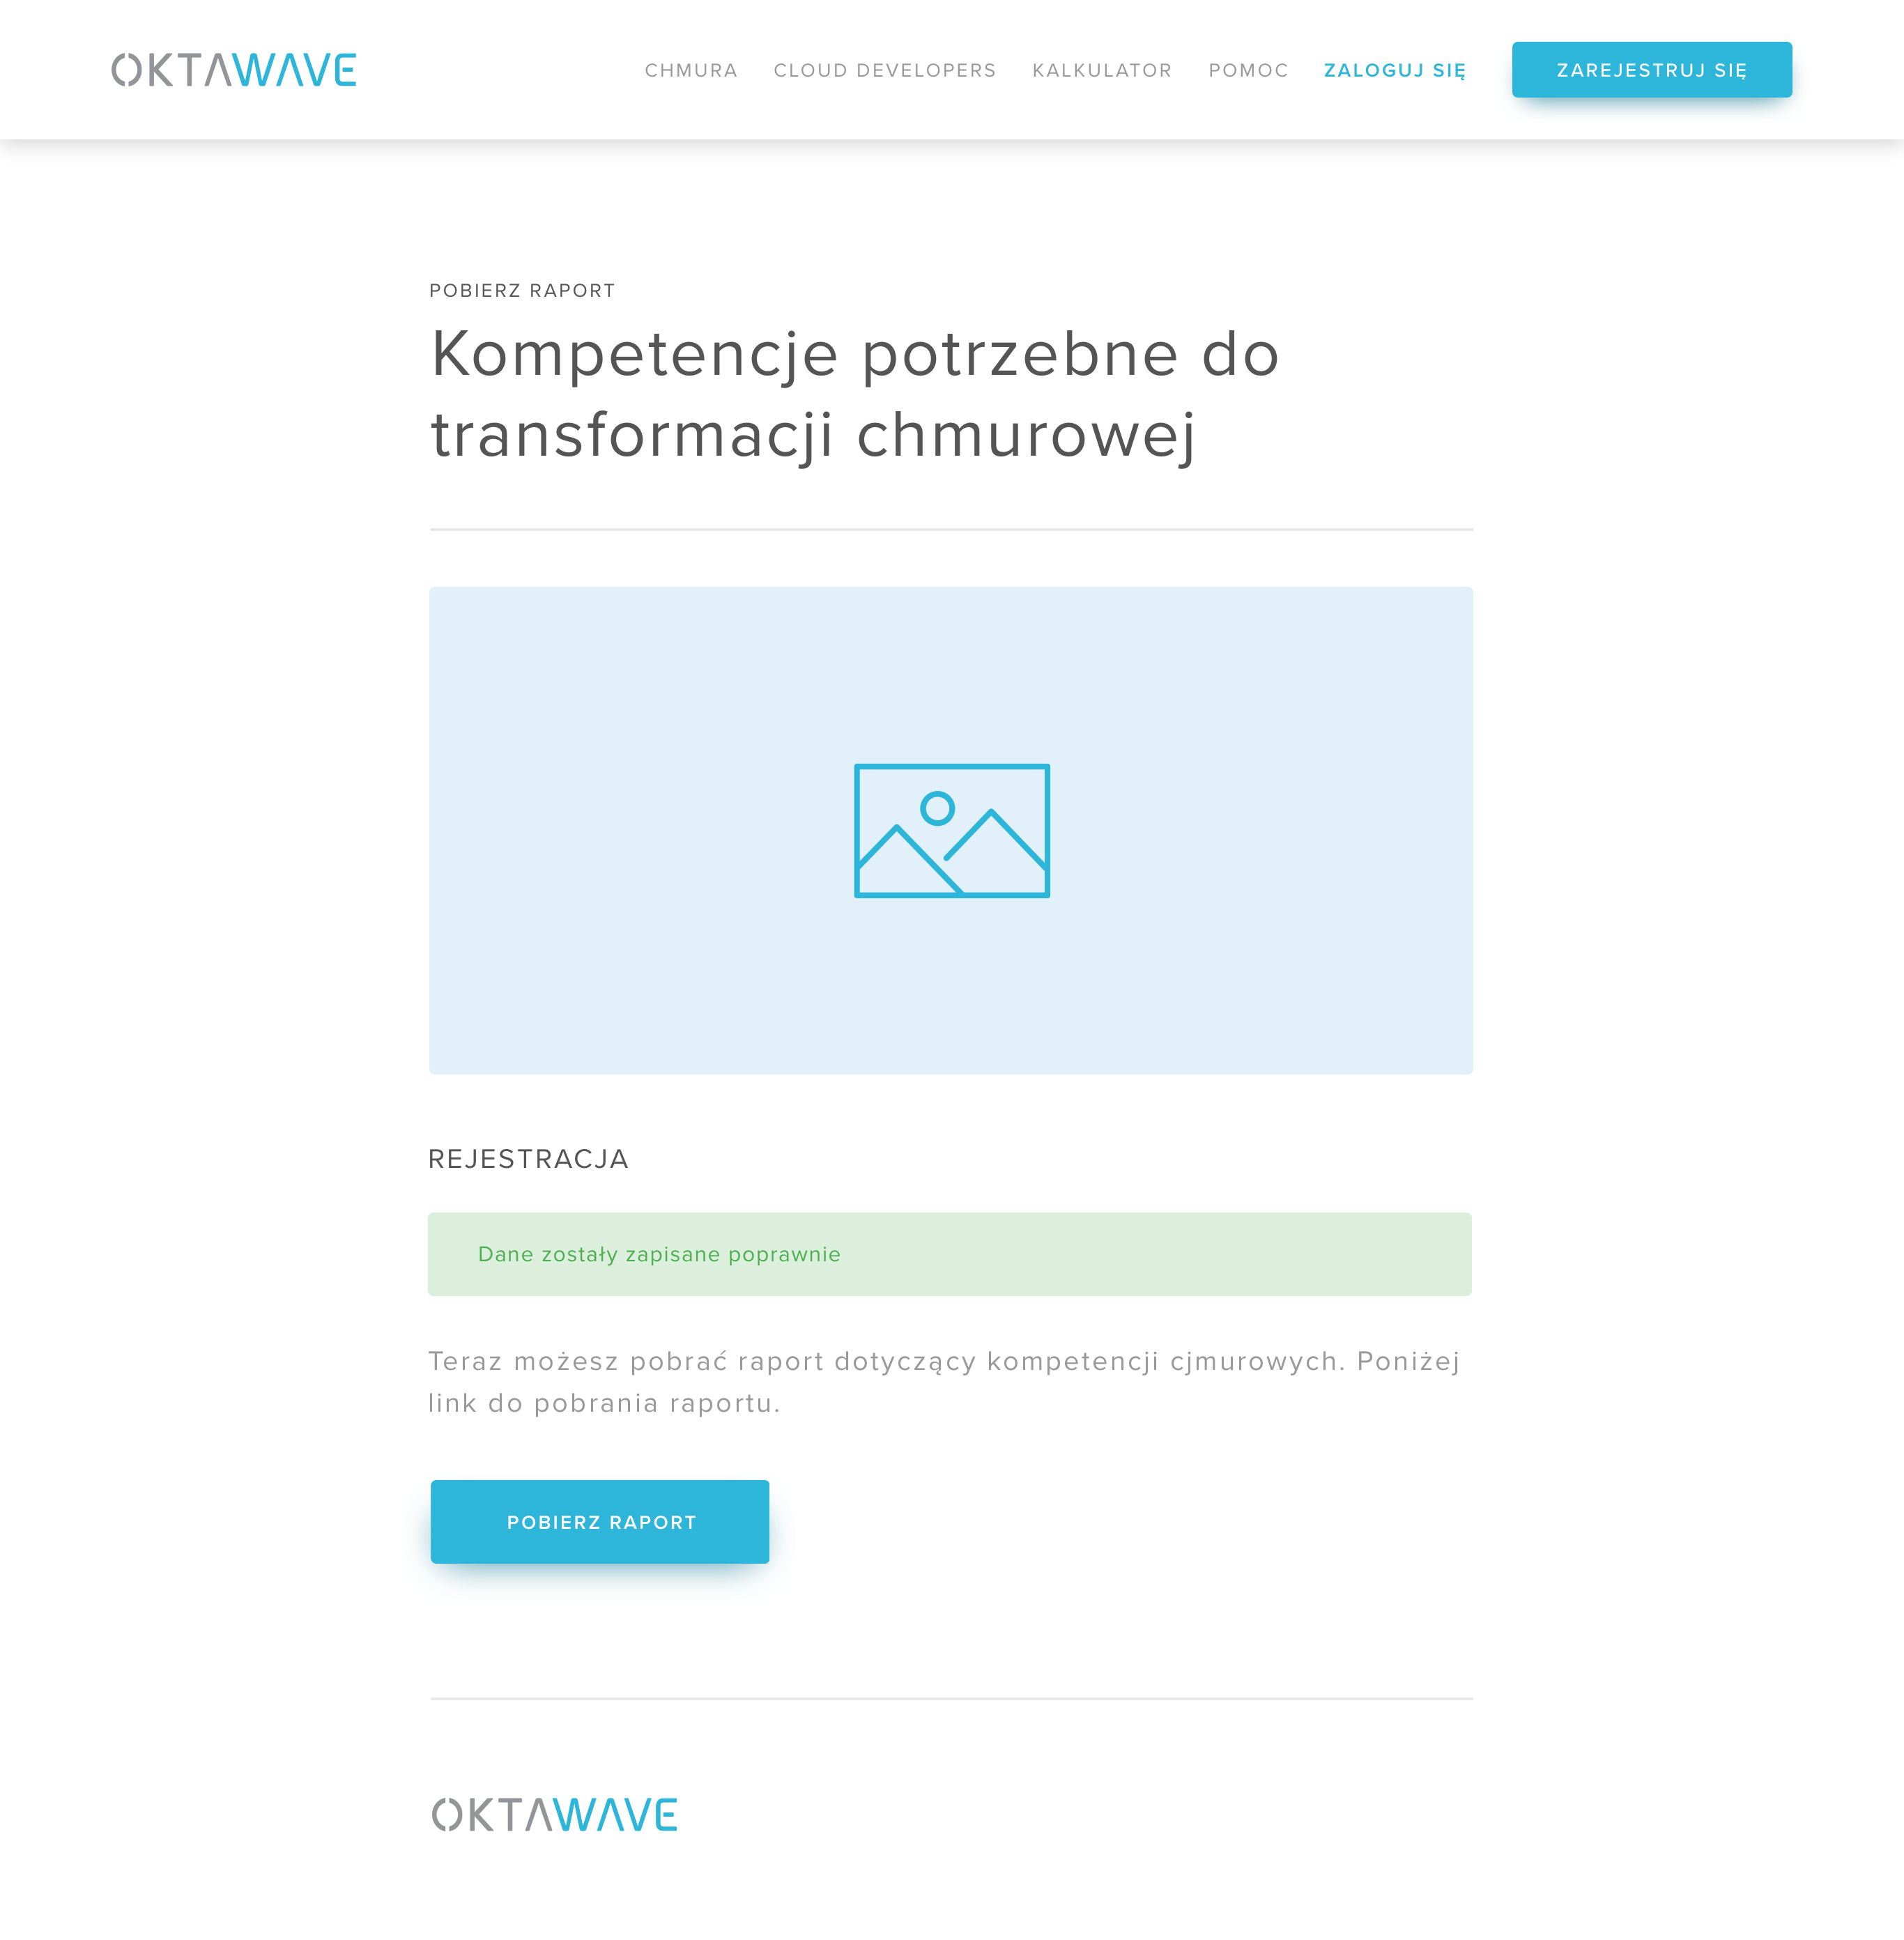 OKTAWAVE CHMURA CLOUD DEVELOPERS KALKULATOR POMOC ZALOGUJ SIĘ ZAREJESTRUJ SIĘ
POBIERZ RAPORT
Kompetencje potrzebne do
transformacji chmurowej
REJESTRACJA
Dane zostały zapisane poprawnie
Teraz możesz pobrać raport dotyczący kompetencji cjmurowych. Poniżej
link do pobrania raportu.
POBIERZ RAPORT
OKTAWAVE